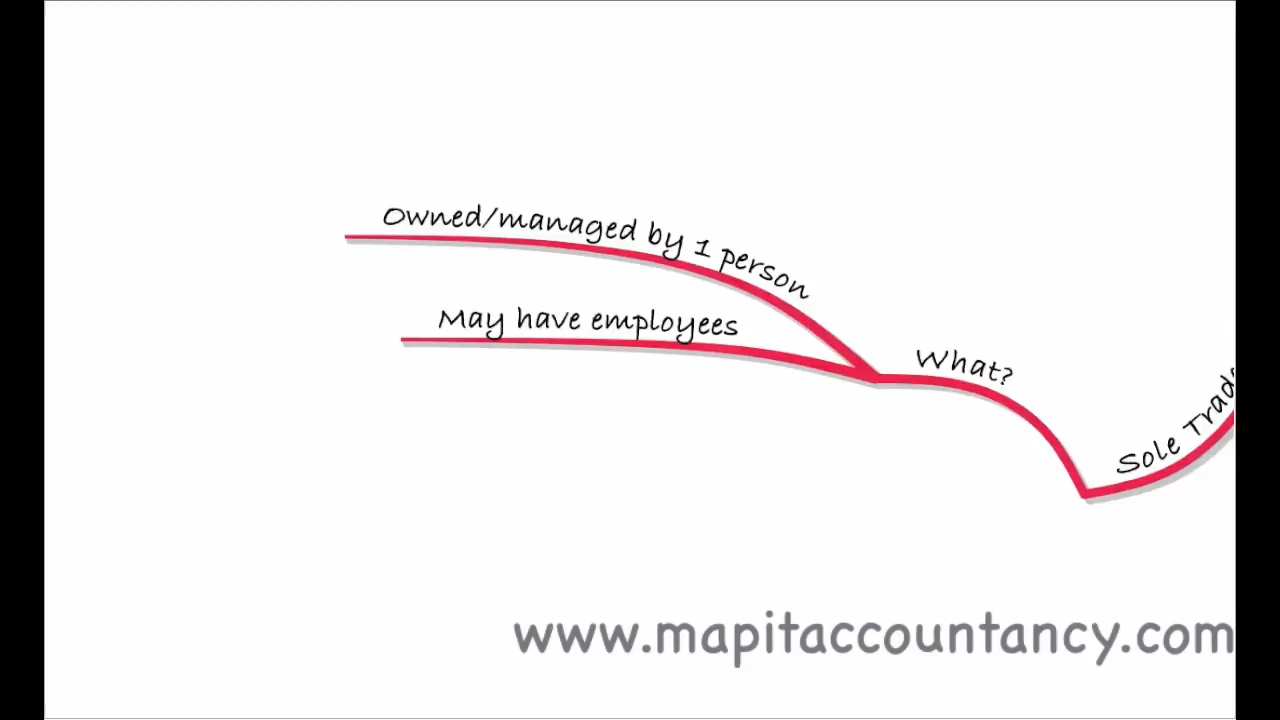 Owned/managed by 1 person
May have employees
What?
Sole
www.mapitaccountancy.com